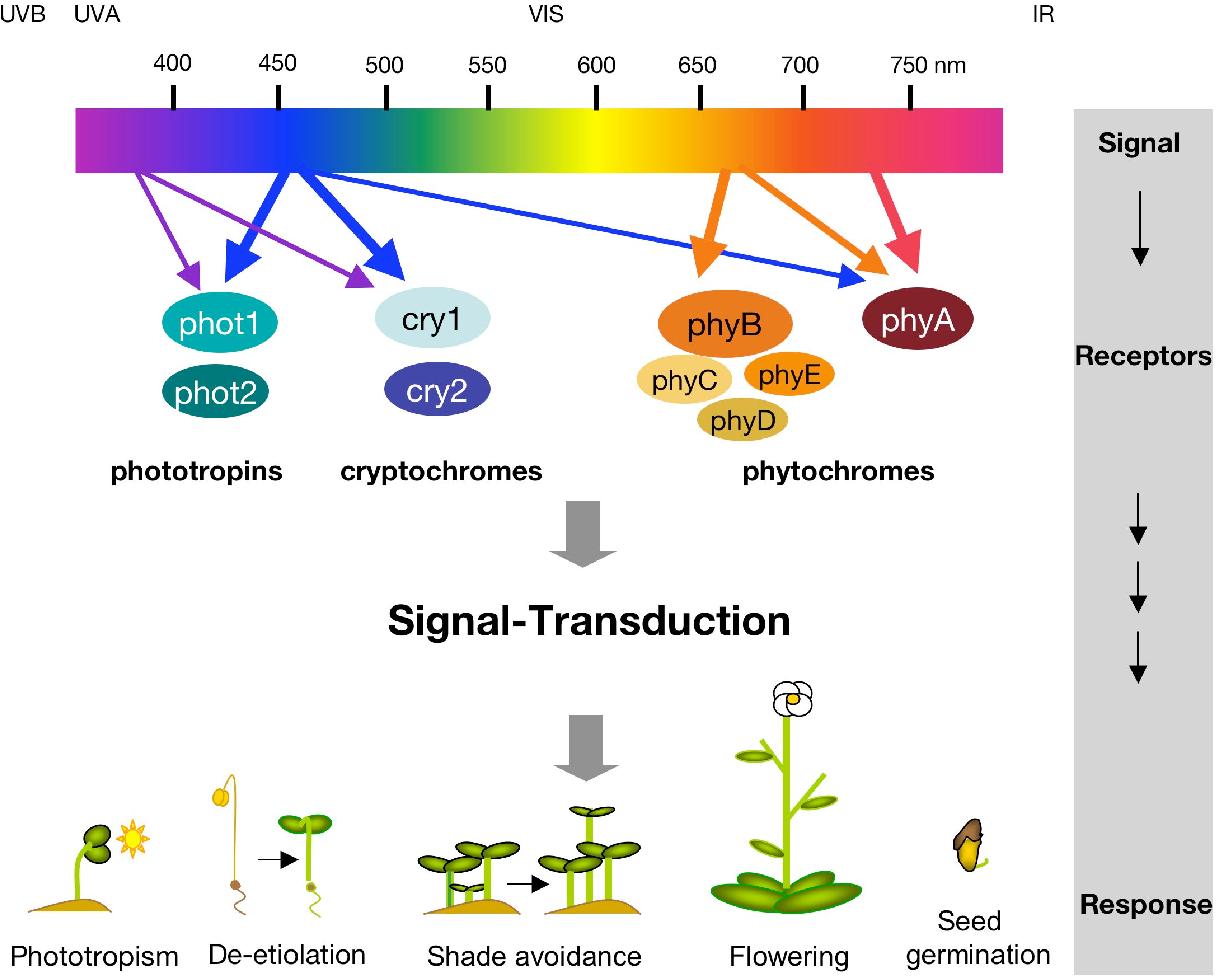 UVB UVA VIS IR
400 450 500 550 600 650 700 750 nm
Signal
phot1 cry1 phyB phyA
Receptors
phot2 cry2 phyC phyE
phyD
phototropins cryptochromes phytochromes
Signal-Transduction
Response
Phototropism De-etiolation Shade avoidance Flowering Seed
germination